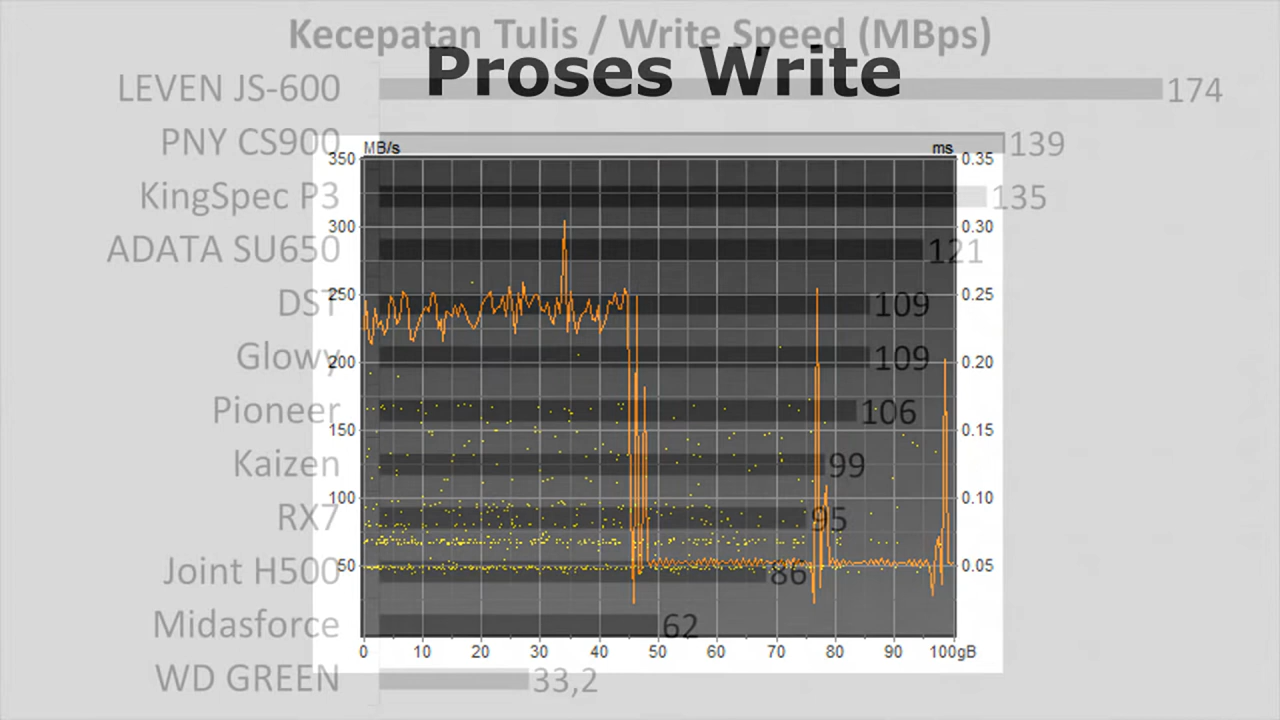 Kecepatan Tulis / Write Speed (MBps)
Proses Write
LEVEN JS-600 174
PNY CS900 139
KingSpec P3 135
ADATA SU650 121
DST 109
Glowy 109
Pioneer 106
Kaizen 99
RX7 95
Joint H500 86
Midasforce 62
WD GREEN 33,2
MB/s ms
350 0.35
300 0.30
250 0.25
200 0.20
150 0.15
100 0.10
50 0.05
0 10 20 30 40 50 60 70 80 90 100gB